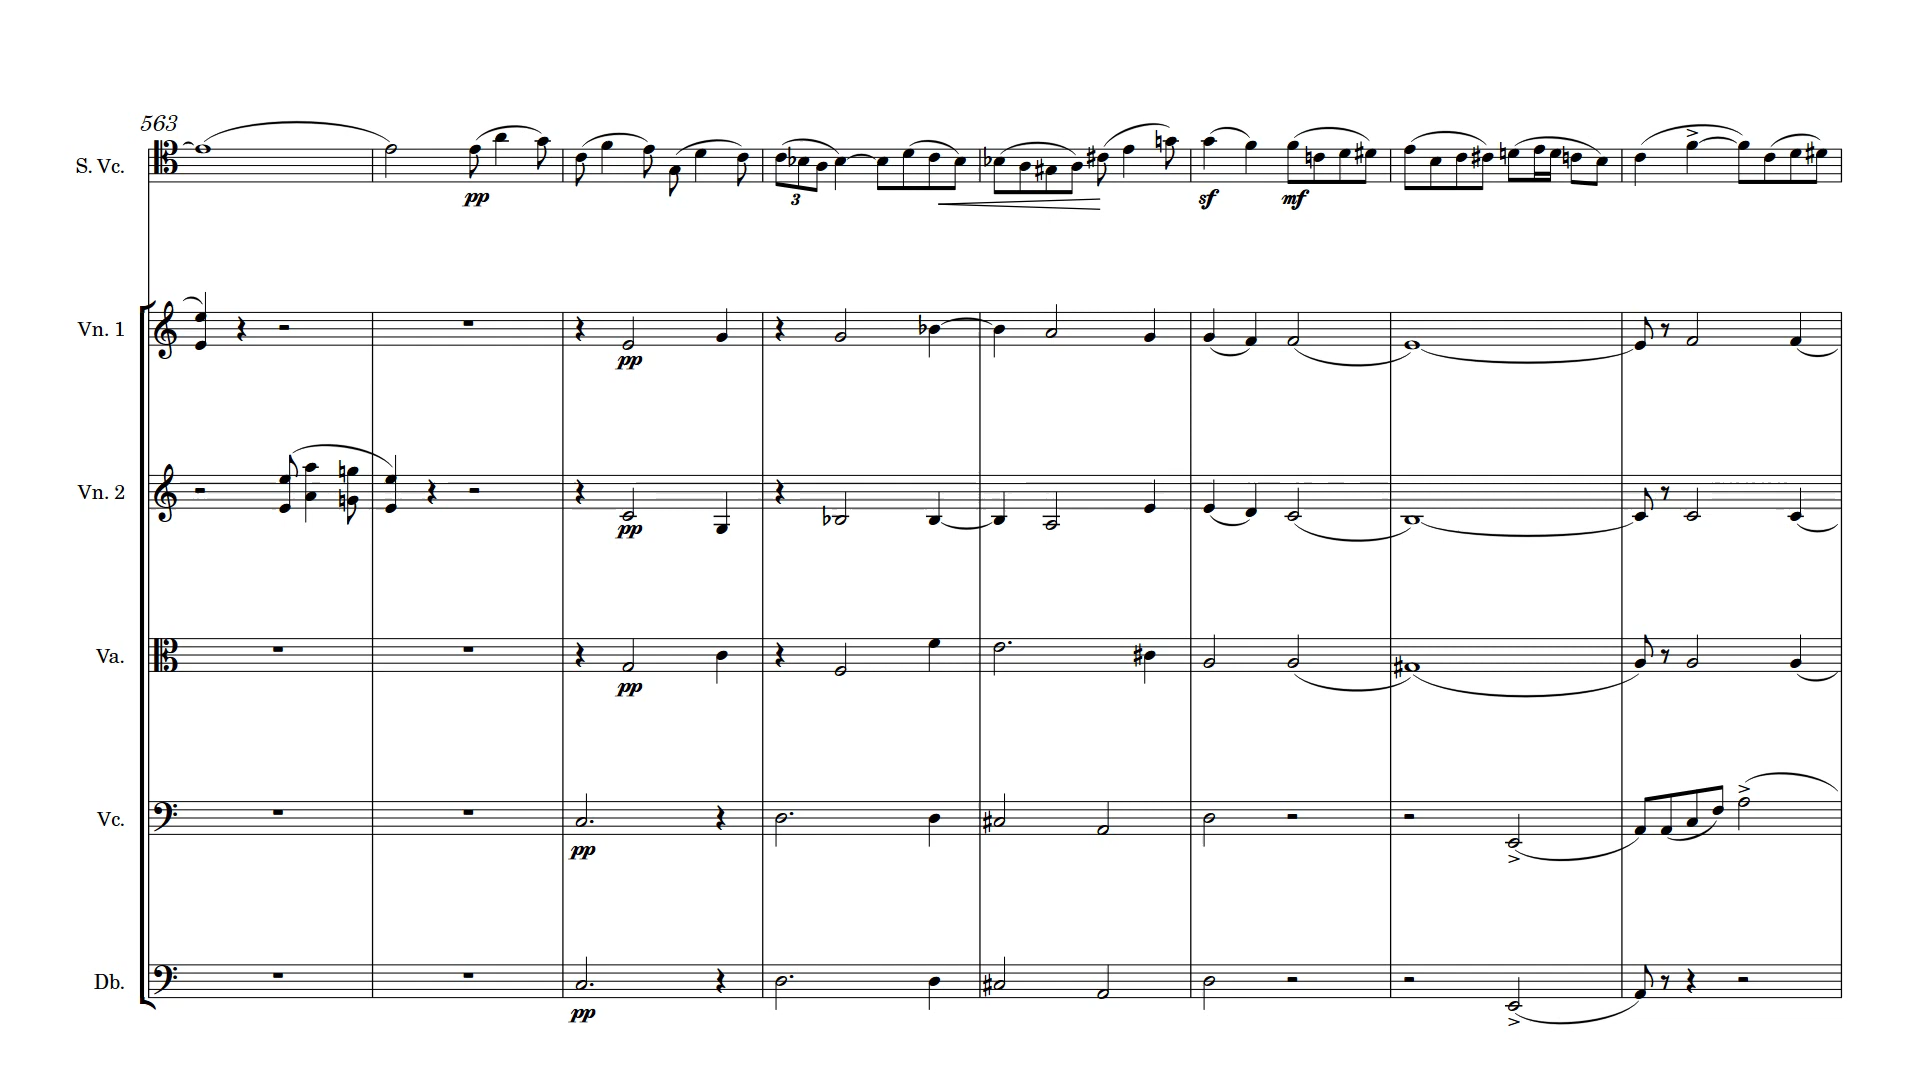 563
S. Vc.
pp
3
sf mf
Vn. 1
pp
Vn. 2
pp
Va.
pp
Vc.
pp
Db.
pp